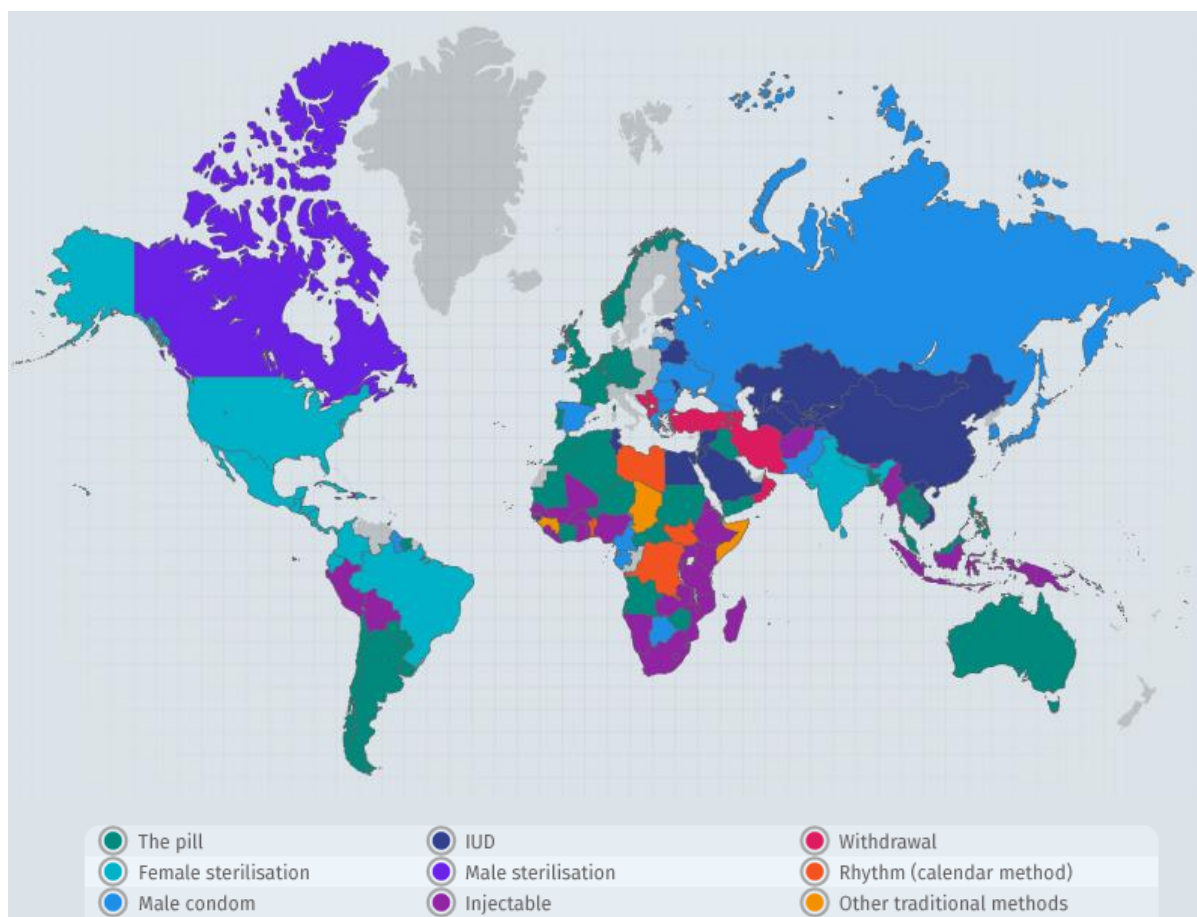 The pill
IUD
Withdrawal
Female sterilisation
Male sterilisation
Rhythm (calendar method)
Male condom
Injectable
Other traditional methods